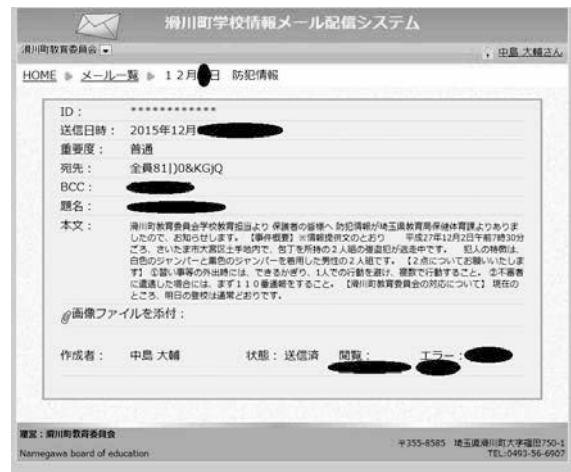 滑川町学校情報メール配信システム
滑川町教育委員会
中島 大輔さん
HOME メール一覧 12月 日 防犯情報
ID： ************
送信日時： 2015年12月
重要度： 普通
宛先： 全員81|)0&KGjQ
BCC：
題名：
本文： 滑川町教育委員会学校教育担当より 保護者の皆様へ 防犯情報が埼玉県教育局保健体育課よりありま
したので、お知らせします。 【事件概要】※情報提供文のとおり 平成27年12月2日午前7時30分
ごろ、さいたま市大宮区土手地内で、包丁を所持の2人組の強盗犯が逃走中です。 犯人の特徴は、
白色のジャンパーと黒色のジャンパーを着用した男性の2人組です。 【2点についてお願いいたしま
す】 ①習い事等の外出時には、できるかぎり、1人での行動を避け、複数で行動すること。 ②不審者
に遭遇した場合には、まず110番通報をすること。 【滑川町教育委員会の対応について】 現在の
ところ、明日の登校は通常どおりです。
画像ファイルを添付：
作成者： 中島 大輔 状態： 送信済 閲覧： エラー：
運営：滑川町教育委員会
Namegawa board of education
〒355-8585 埼玉県滑川町大字福田750-1
TEL:0493-56-6907